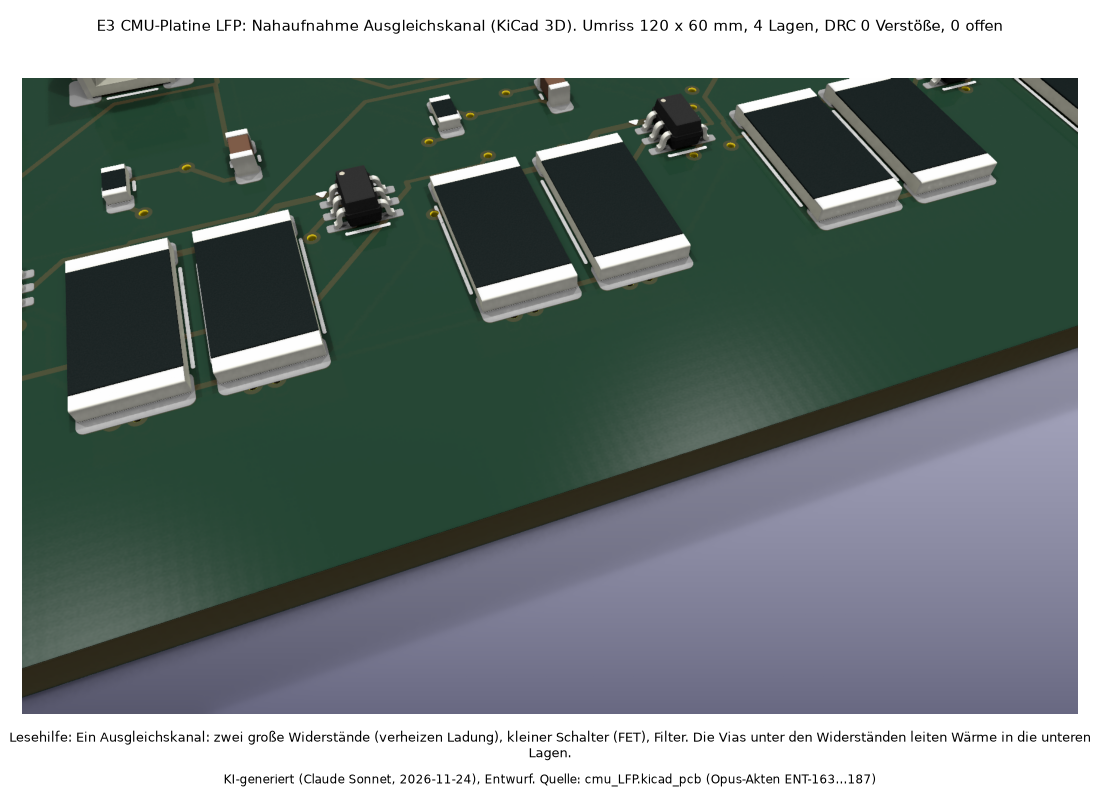 E3 CMU-Platine LFP: Nahaufnahme Ausgleichskanal (KiCad 3D). Umriss 120 x 60 mm, 4 Lagen, DRC 0 Verstöße, 0 offen
Lesehilfe: Ein Ausgleichskanal: zwei große Widerstände (verheizen Ladung), kleiner Schalter (FET), Filter. Die Vias unter den Widerständen leiten Wärme in die unteren
Lagen.
KI-generiert (Claude Sonnet, 2026-11-24), Entwurf. Quelle: cmu_LFP.kicad_pcb (Opus-Akten ENT-163...187)